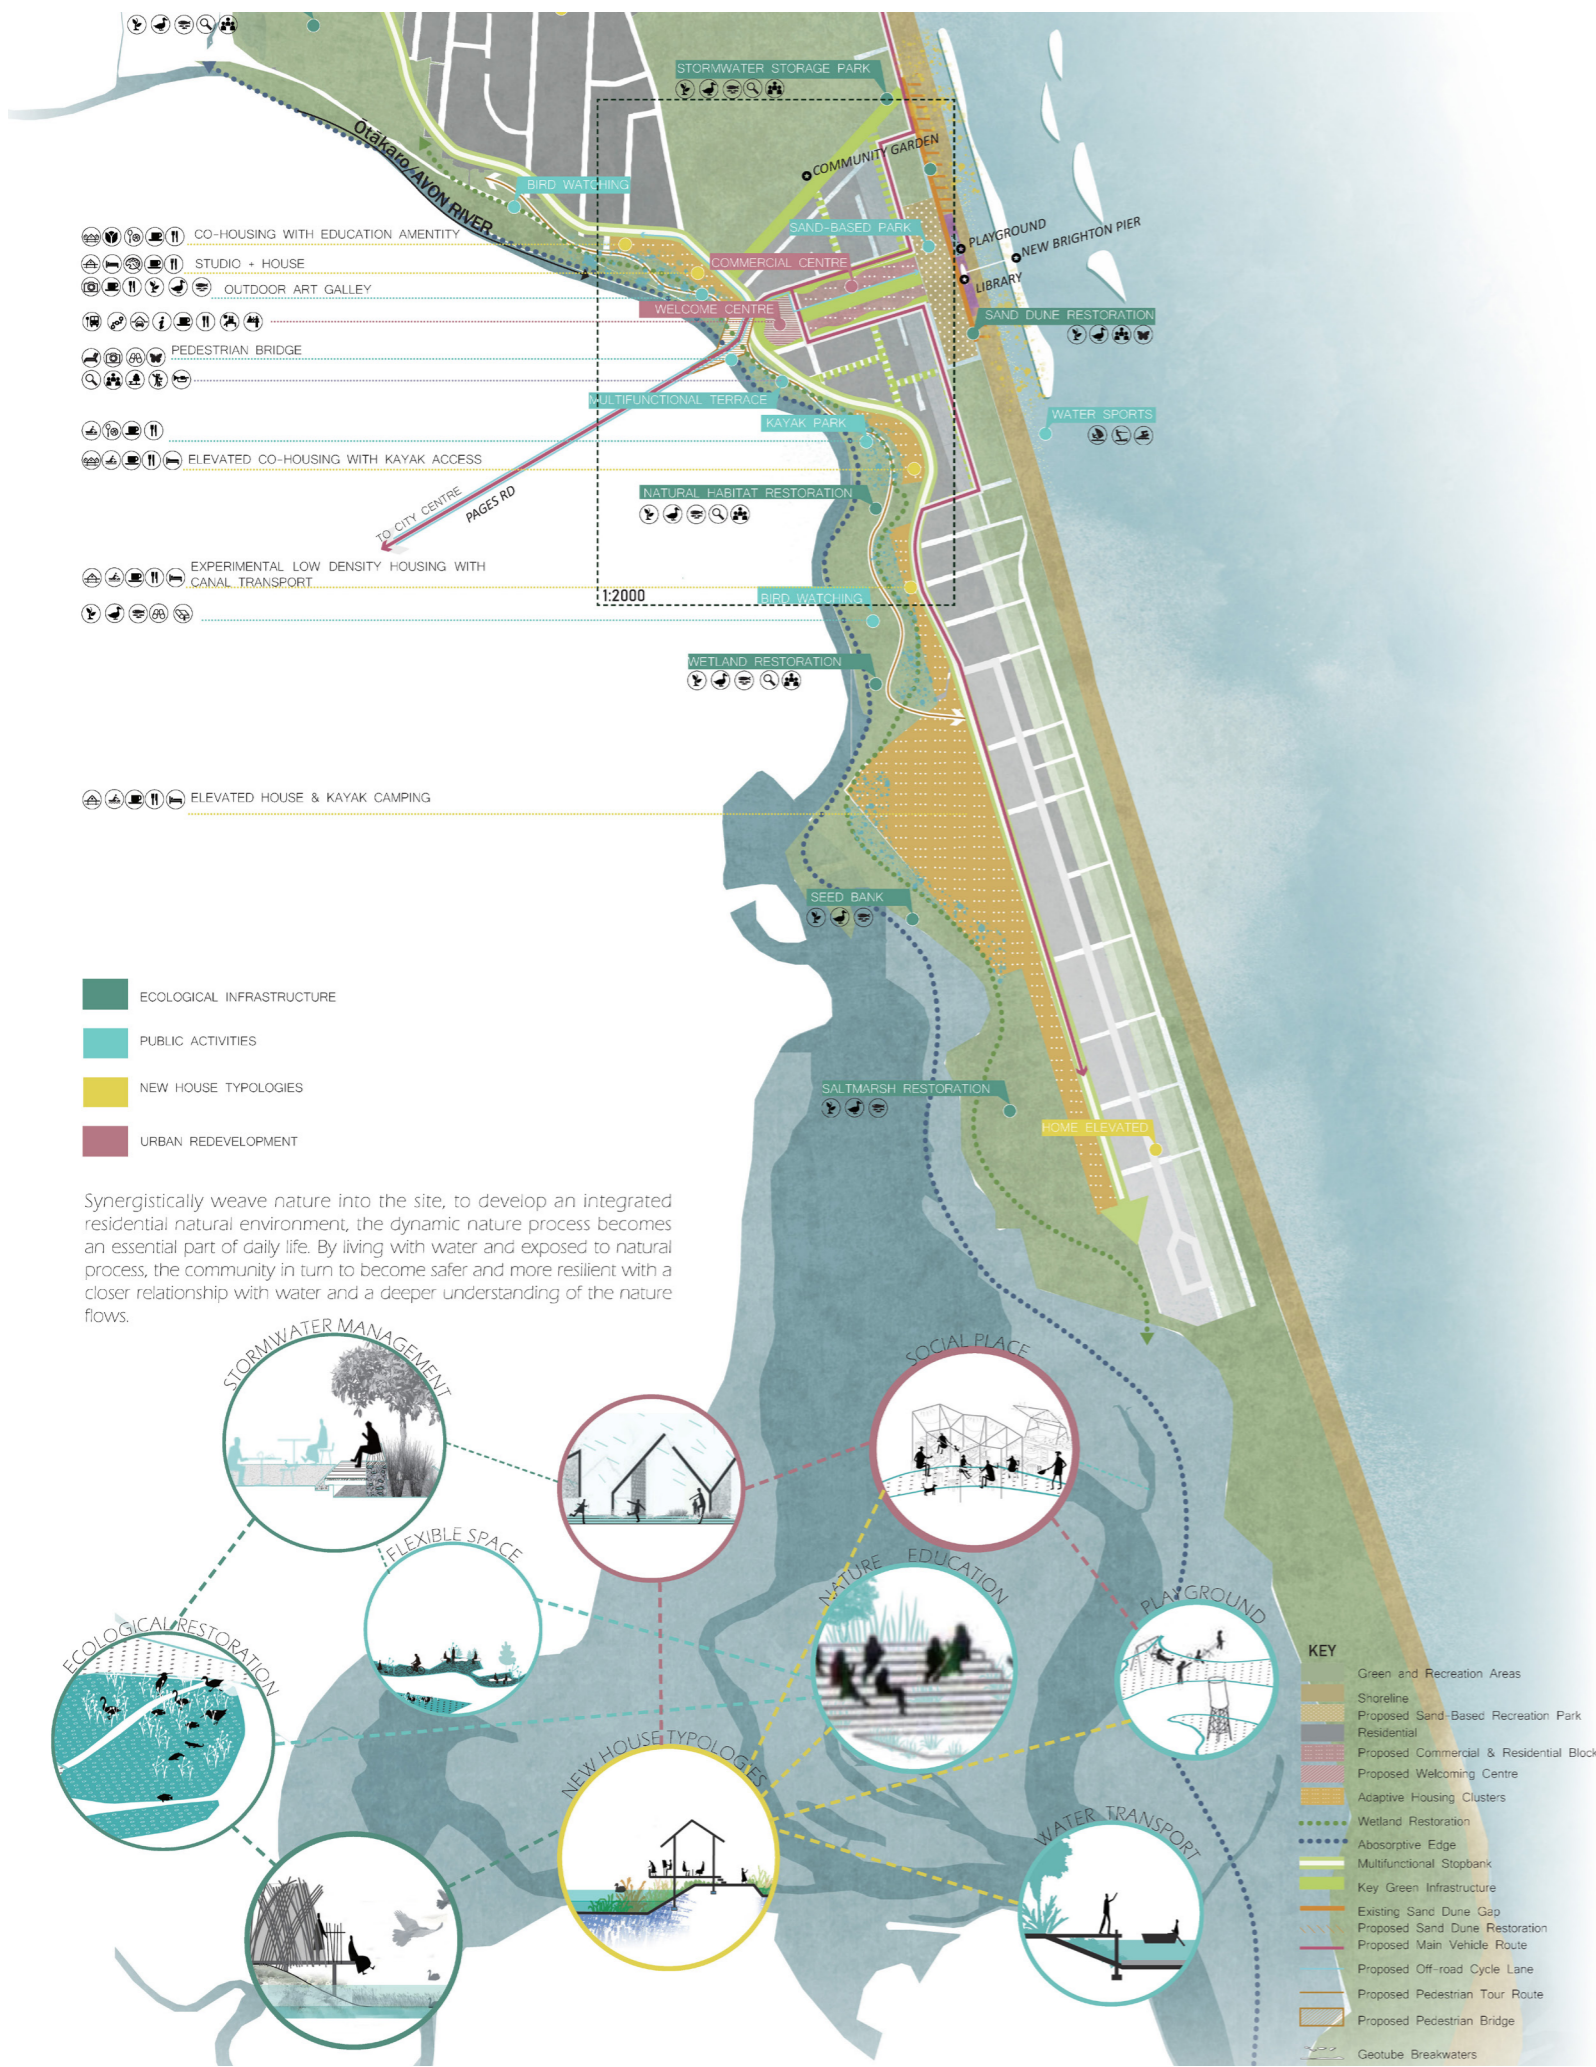 STORMWATER STORAGE PARK
Ōtākaro/AVON RIVER
COMMUNITY GARDEN
BIRD WATCHING
SAND-BASED PARK
PLAYGROUND
NEW BRIGHTON PIER
CO-HOUSING WITH EDUCATION AMENTITY
STUDIO + HOUSE
COMMERCIAL CENTRE
LIBRARY
OUTDOOR ART GALLEY
WELCOME CENTRE
SAND DUNE RESTORATION
PEDESTRIAN BRIDGE
MULTIFUNCTIONAL TERRACE
KAYAK PARK
WATER SPORTS
ELEVATED CO-HOUSING WITH KAYAK ACCESS
NATURAL HABITAT RESTORATION
TO CITY CENTRE
PAGES RD
EXPERIMENTAL LOW DENSITY HOUSING WITH
CANAL TRANSPORT
1:2000
BIRD WATCHING
WETLAND RESTORATION
ELEVATED HOUSE & KAYAK CAMPING
SEED BANK
ECOLOGICAL INFRASTRUCTURE
PUBLIC ACTIVITIES
NEW HOUSE TYPOLOGIES
URBAN REDEVELOPMENT
SALTMARSH RESTORATION
HOME ELEVATED
Synergistically weave nature into the site, to develop an integrated
residential natural environment, the dynamic nature process becomes
an essential part of daily life. By living with water and exposed to natural
process, the community in turn to become safer and more resilient with a
closer relationship with water and a deeper understanding of the nature
flows.
STORMWATER MANAGEMENT
SOCIAL PLACE
FLEXIBLE SPACE
NATURE EDUCATION
PLAYGROUND
ECOLOGICAL RESTORATION
NEW HOUSE TYPOLOGIES
WATER TRANSPORT
KEY
Green and Recreation Areas
Shoreline
Proposed Sand-Based Recreation Park
Residential
Proposed Commercial & Residential Block
Proposed Welcoming Centre
Adaptive Housing Clusters
Wetland Restoration
Abosorptive Edge
Multifunctional Stopbank
Key Green Infrastructure
Existing Sand Dune Gap
Proposed Sand Dune Restoration
Proposed Main Vehicle Route
Proposed Off-road Cycle Lane
Proposed Pedestrian Tour Route
Proposed Pedestrian Bridge
Geotube Breakwaters